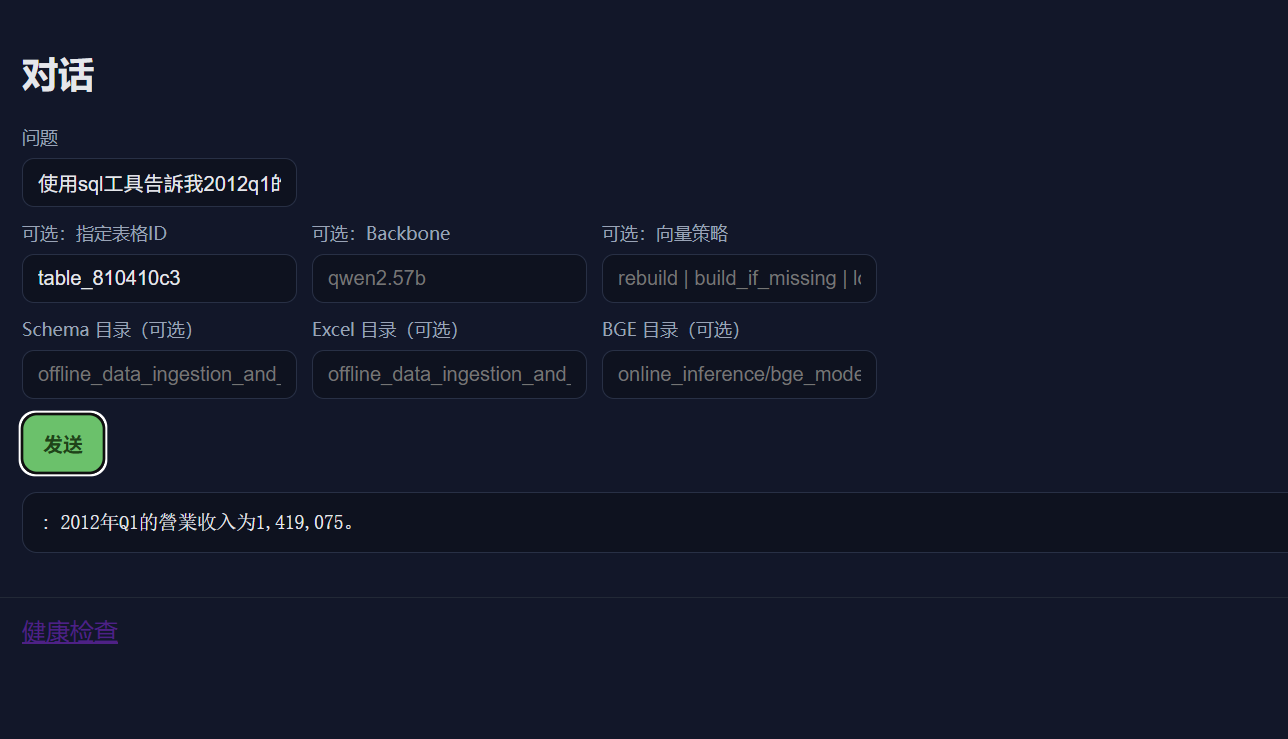 对话
问题
使用sql工具告訴我2012q1的
可选：指定表格ID 可选：Backbone 可选：向量策略
table_810410c3 qwen2.57b rebuild | build_if_missing | lo
Schema 目录（可选） Excel 目录（可选） BGE 目录（可选）
offline_data_ingestion_and_ offline_data_ingestion_and_ online_inference/bge_mode
发送
：2012年Q1的營業收入为1,419,075。
健康检查